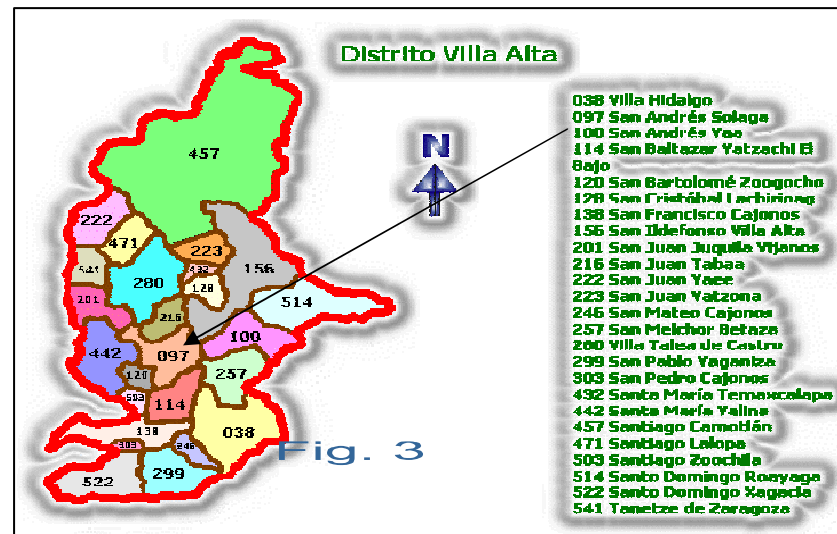 Distrito Villa Alta
N
457
222
471
223
541
432
156
280
128
201
514
216
100
442
097
120
257
503
114
038
138
303
246
299
522
Fig. 3
038 Villa Hidalgo
097 San Andrés Solaga
100 San Andrés Yaa
114 San Baltazar Yatzachi El
Bajo
120 San Bartolomé Zoogocho
128 San Cristóbal Lachirioag
138 San Francisco Cajonos
156 San Ildefonso Villa Alta
201 San Juan Juquila Vijanos
216 San Juan Tabaa
222 San Juan Yaee
223 San Juan Yatzona
246 San Mateo Cajonos
257 San Melchor Betaza
280 Villa Talea de Castro
299 San Pablo Yaganiza
303 San Pedro Cajonos
432 Santa María Temaxcalapa
442 Santa María Yalina
457 Santiago Camotlán
471 Santiago Lalopa
503 Santiago Zoochila
514 Santo Domingo Roayaga
522 Santo Domingo Xagacia
541 Tanetze de Zaragoza